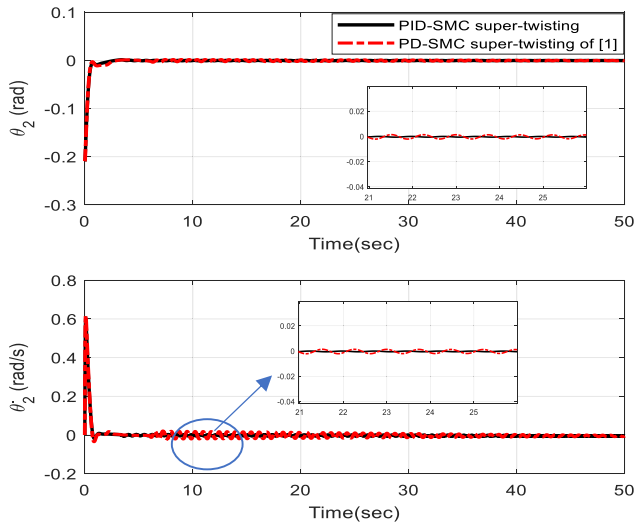 PID-SMC super-twisting
PD-SMC super-twisting of [1]
0.1
0
-0.1
-0.2
-0.3
θ2 (rad)
0.02
0
-0.02
-0.04
21 22 23 24 25
0 10 20 30 40 50
Time(sec)
0.8
0.6
0.4
0.2
0
-0.2
θ̇2 (rad/s)
0.02
0
-0.02
-0.04
21 22 23 24 25
0 10 20 30 40 50
Time(sec)